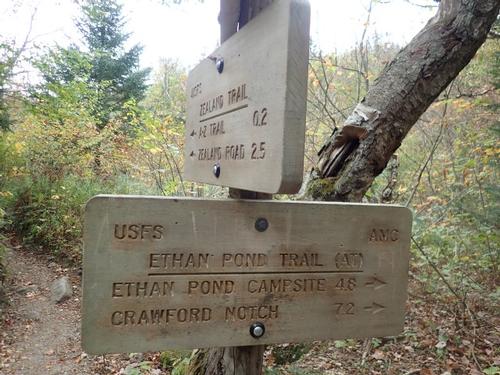 USFS
ZEALAND TRAIL
← A-Z TRAIL 0.2
← ZEALAND ROAD 2.5
USFS AMC
ETHAN POND TRAIL (AT)
ETHAN POND CAMPSITE 4.8 →
CRAWFORD NOTCH 7.2 →